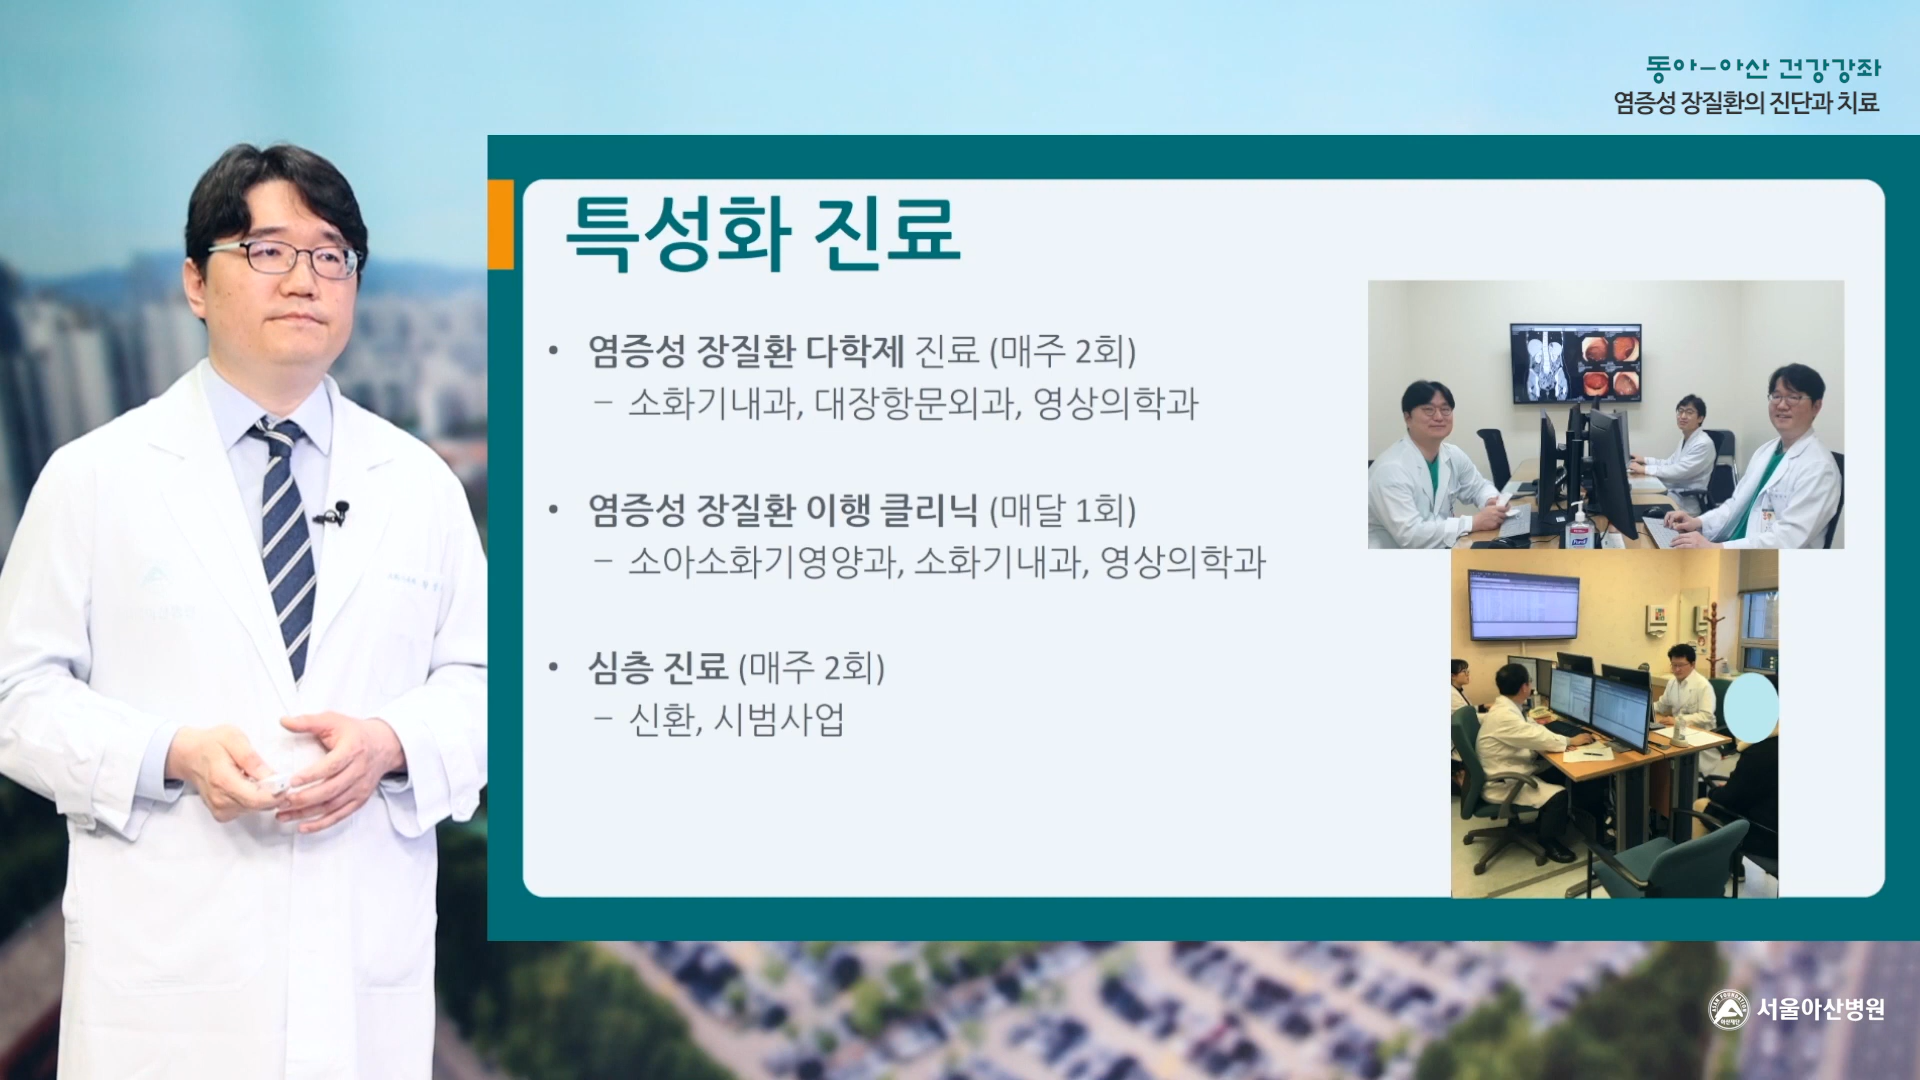 동아-아산 건강강좌
염증성 장질환의 진단과 치료
특성화 진료
• 염증성 장질환 다학제 진료 (매주 2회)
– 소화기내과, 대장항문외과, 영상의학과
• 염증성 장질환 이행 클리닉 (매달 1회)
– 소아소화기영양과, 소화기내과, 영상의학과
• 심층 진료 (매주 2회)
– 신환, 시범사업
서울아산병원